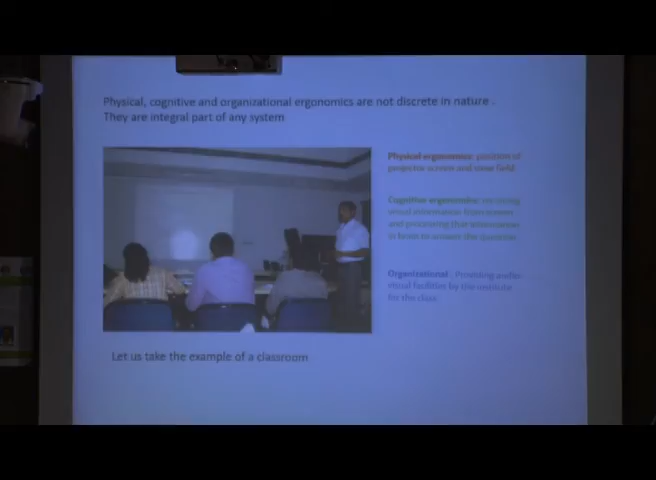 Physical, cognitive and organizational ergonomics are not discrete in nature .
They are integral part of any system
Physical ergonomics: position of
projector screen and view field
Cognitive ergonomics: receiving
visual information from screen
and processing that information
in brain to answer the question
Organizational : Providing audio
visual facilities by the institute
for the class
Let us take the example of a classroom